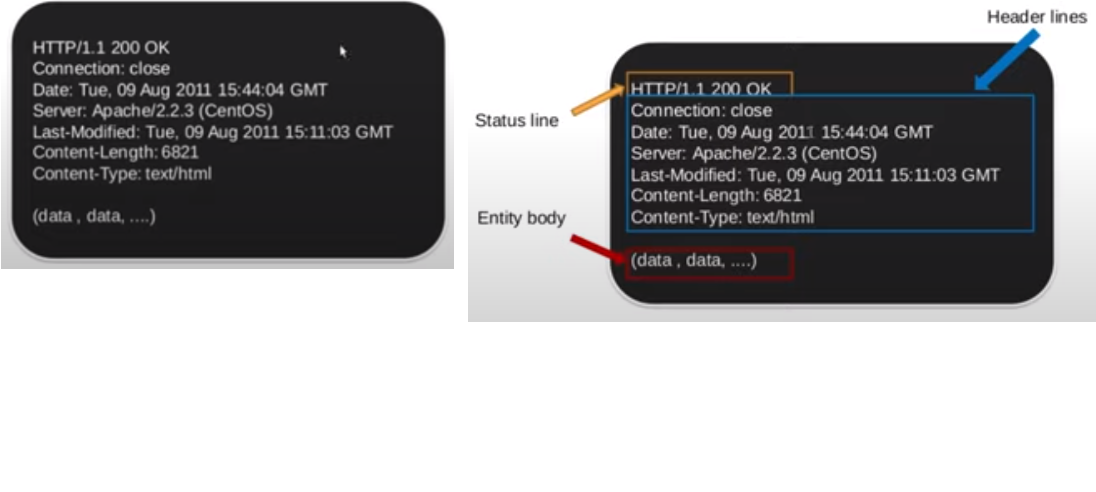 HTTP/1.1 200 OK
Connection: close
Date: Tue, 09 Aug 2011 15:44:04 GMT
Server: Apache/2.2.3 (CentOS)
Last-Modified: Tue, 09 Aug 2011 15:11:03 GMT
Content-Length: 6821
Content-Type: text/html
(data , data, ....)
Header lines
Status line
HTTP/1.1 200 OK
Connection: close
Date: Tue, 09 Aug 2011 15:44:04 GMT
Server: Apache/2.2.3 (CentOS)
Last-Modified: Tue, 09 Aug 2011 15:11:03 GMT
Content-Length: 6821
Content-Type: text/html
Entity body
(data , data, ....)